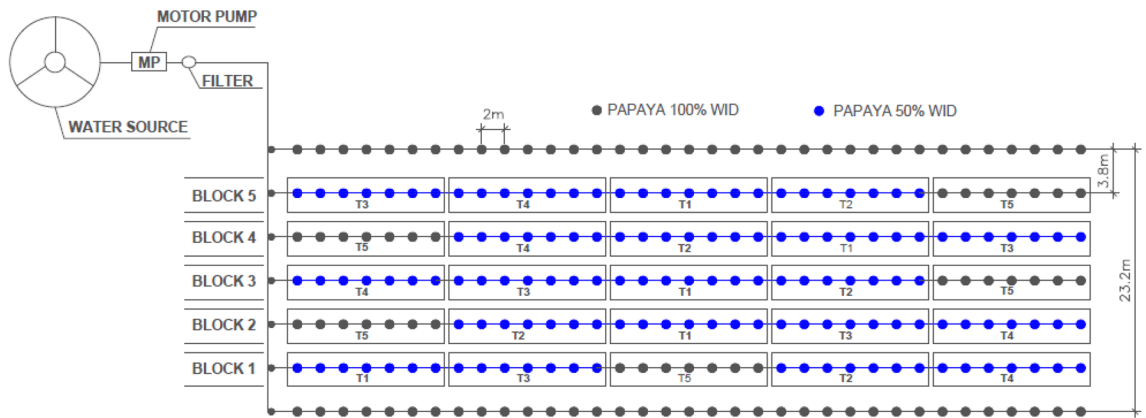 MOTOR PUMP
MP
FILTER
WATER SOURCE
PAPAYA 100% WID
PAPAYA 50% WID
2m
3.8m
23.2m
BLOCK 5
T3 T4 T1 T2 T5
BLOCK 4
T5 T4 T2 T1 T3
BLOCK 3
T4 T3 T1 T2 T5
BLOCK 2
T5 T2 T1 T3 T4
BLOCK 1
T1 T3 T5 T2 T4